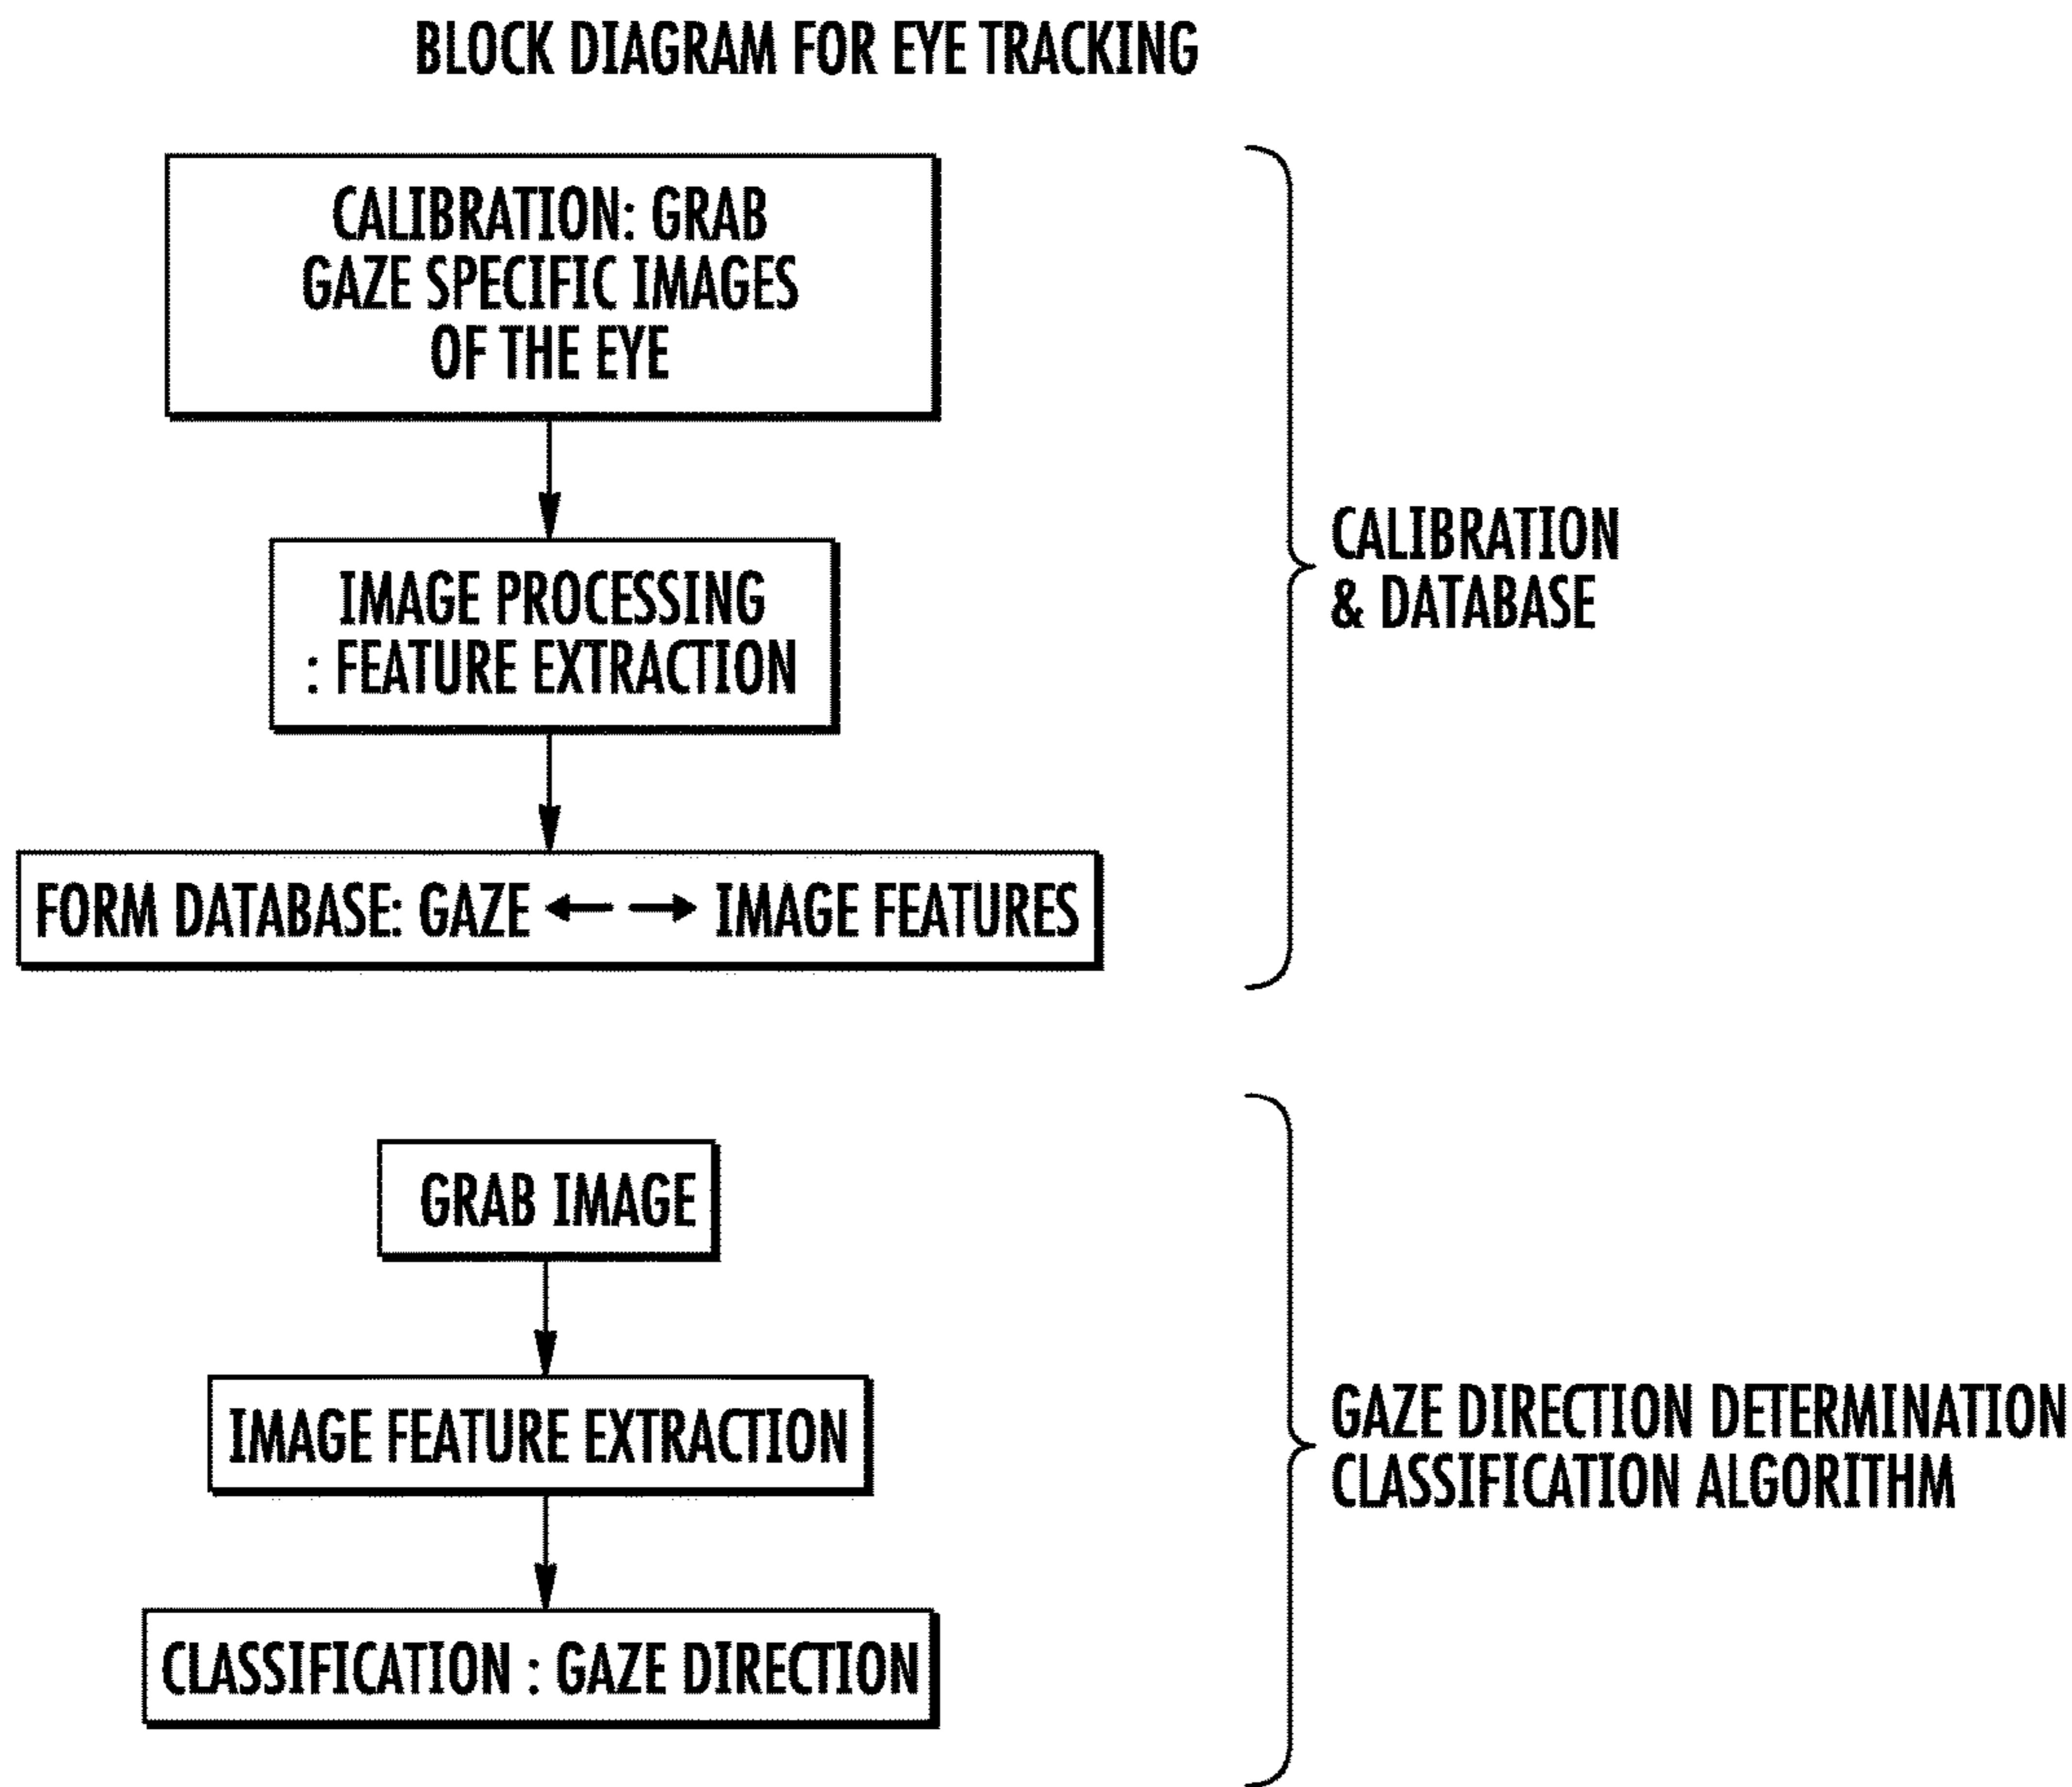 BLOCK DIAGRAM FOR EYE TRACKING
CALIBRATION: GRAB
GAZE SPECIFIC IMAGES
OF THE EYE
IMAGE PROCESSING
: FEATURE EXTRACTION
FORM DATABASE: GAZE ←→ IMAGE FEATURES
CALIBRATION
& DATABASE
GRAB IMAGE
IMAGE FEATURE EXTRACTION
CLASSIFICATION : GAZE DIRECTION
GAZE DIRECTION DETERMINATION
CLASSIFICATION ALGORITHM